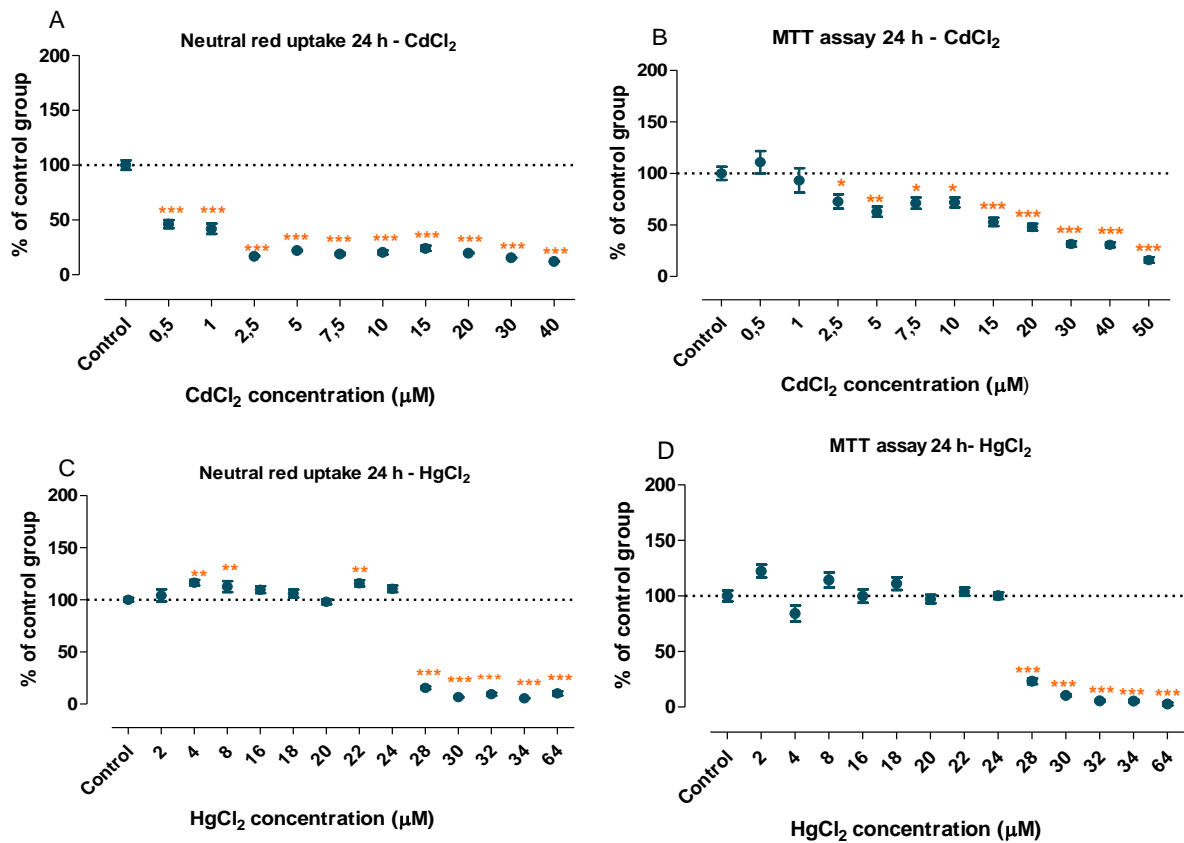 A
Neutral red uptake 24 h - CdCl₂
% of control group
200
150
100
50
0
*** *** *** *** *** *** *** *** *** ***
Control 0,5 1 2,5 5 7,5 10 15 20 30 40
CdCl₂ concentration (μM)
B
MTT assay 24 h - CdCl₂
% of control group
200
150
100
50
0
* ** * * *** *** *** *** ***
Control 0,5 1 2,5 5 7,5 10 15 20 30 40 50
CdCl₂ concentration (μM)
C
Neutral red uptake 24 h - HgCl₂
% of control group
200
150
100
50
0
** ** ** *** *** *** *** ***
Control 2 4 8 16 18 20 22 24 28 30 32 34 64
HgCl₂ concentration (μM)
D
MTT assay 24 h- HgCl₂
% of control group
200
150
100
50
0
*** *** *** *** ***
Control 2 4 8 16 18 20 22 24 28 30 32 34 64
HgCl₂ concentration (μM)